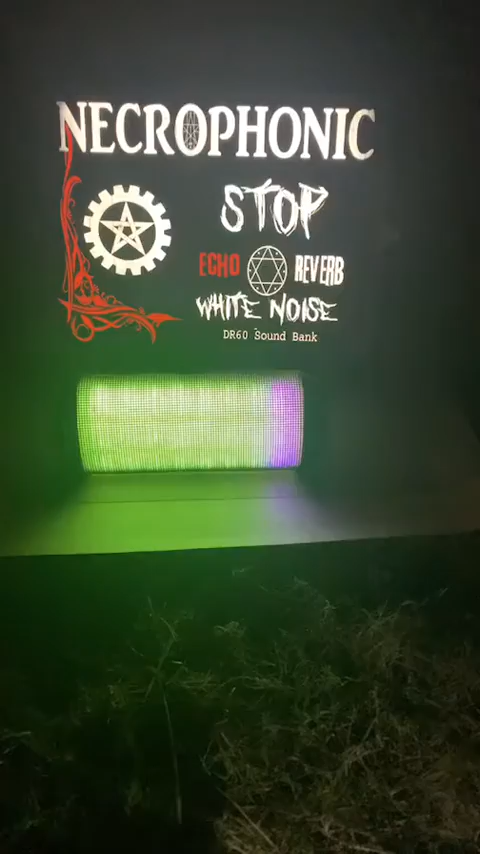 NECROPHONIC
STOP
ECHO REVERB
WHITE NOISE
DR60 Sound Bank